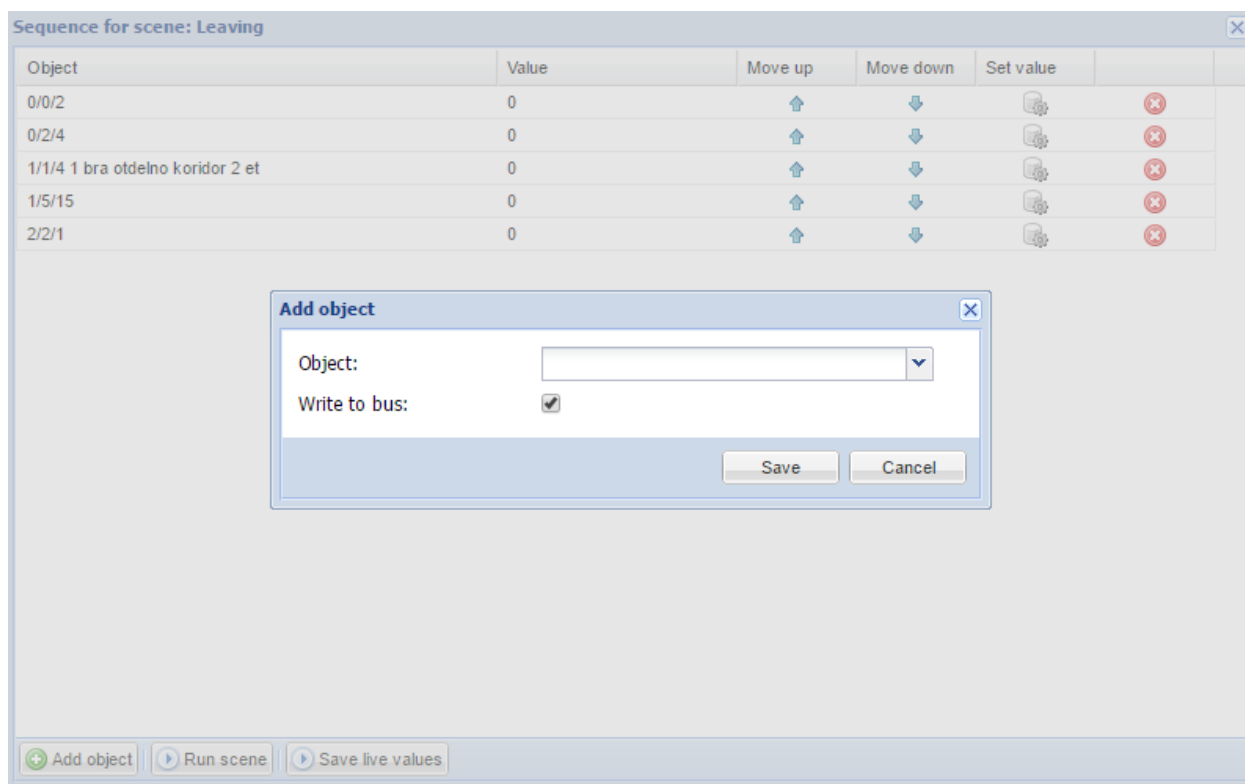 Sequence for scene: Leaving
Object Value Move up Move down Set value
0/0/2 0
0/2/4 0
1/1/4 1 bra otdelno koridor 2 et 0
1/5/15 0
2/2/1 0
Add object
Object:
Write to bus:
Save Cancel
Add object Run scene Save live values